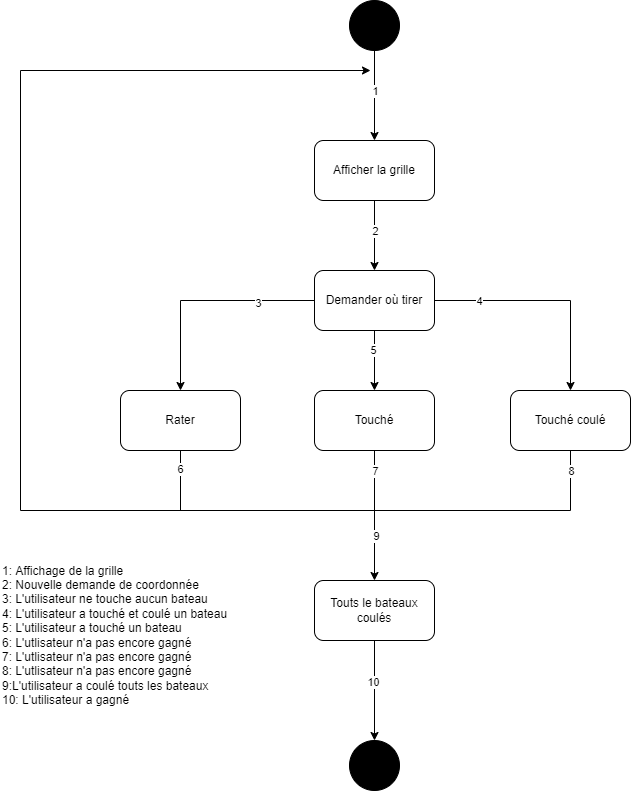 1
Afficher la grille
2
Demander où tirer
3
4
5
Rater
Touché
Touché coulé
6
7
8
9
Touts le bateaux
coulés
10
1: Affichage de la grille
2: Nouvelle demande de coordonnée
3: L'utilisateur ne touche aucun bateau
4: L'utilisateur a touché et coulé un bateau
5: L'utilisateur a touché un bateau
6: L'utlisateur n'a pas encore gagné
7: L'utlisateur n'a pas encore gagné
8: L'utlisateur n'a pas encore gagné
9:L'utilisateur a coulé touts les bateaux
10: L'utilisateur a gagné